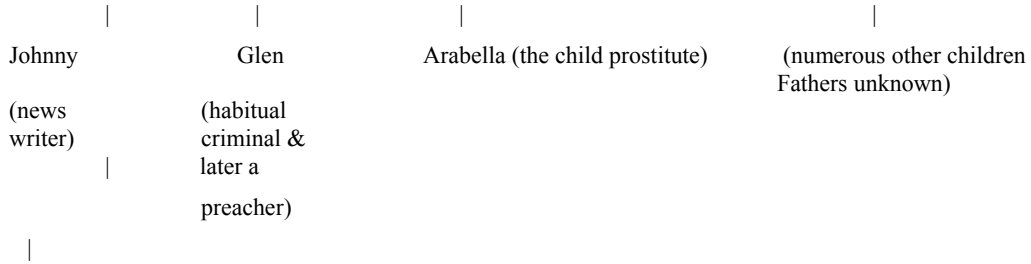 | | | |
Johnny Glen Arabella (the child prostitute) (numerous other children
Fathers unknown)
(news (habitual
writer) criminal &
| later a
preacher)
|